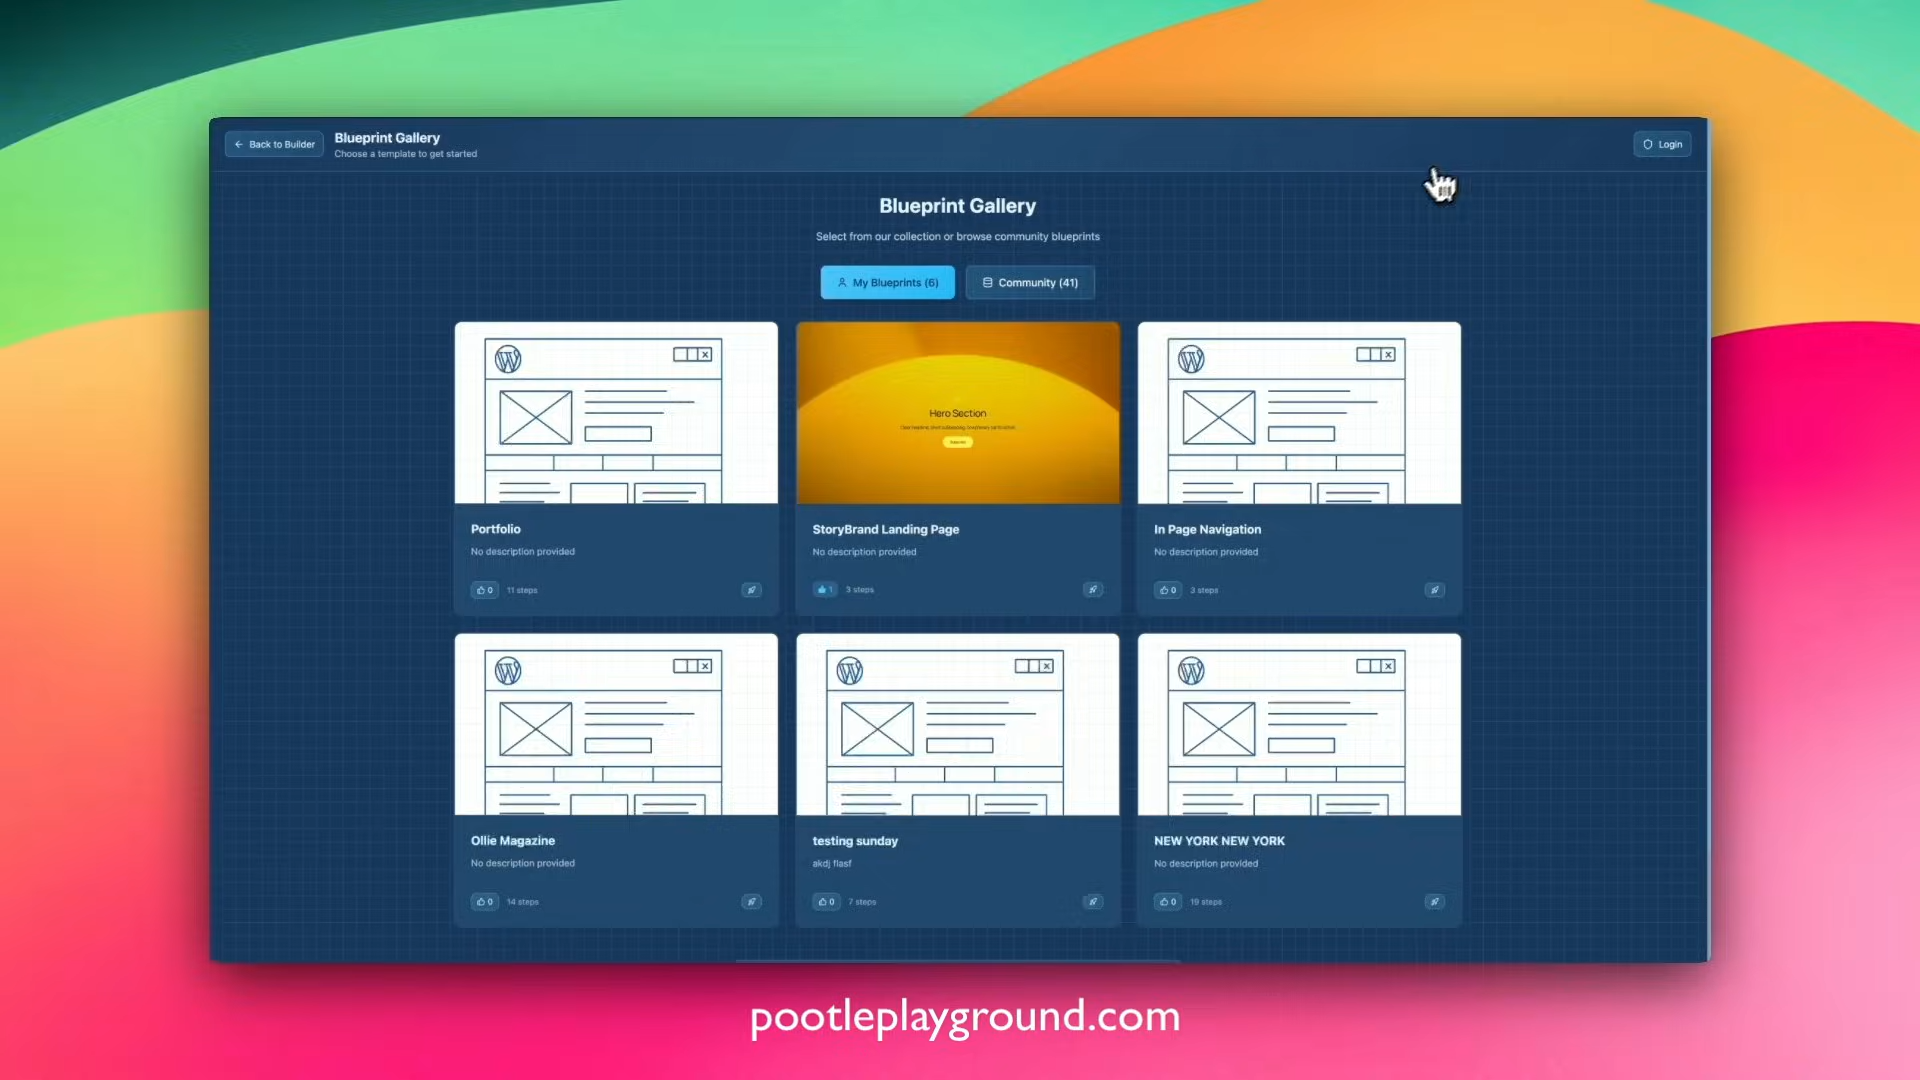 Back to Builder
Blueprint Gallery
Choose a template to get started
Login
Blueprint Gallery
Select from our collection or browse community blueprints
My Blueprints (6)
Community (41)
Hero Section
Portfolio
No description provided
0
11 steps
StoryBrand Landing Page
No description provided
1
3 steps
In Page Navigation
No description provided
0
3 steps
Ollie Magazine
No description provided
0
14 steps
testing sunday
akdj flasf
0
7 steps
NEW YORK NEW YORK
No description provided
0
19 steps
pootleplayground.com